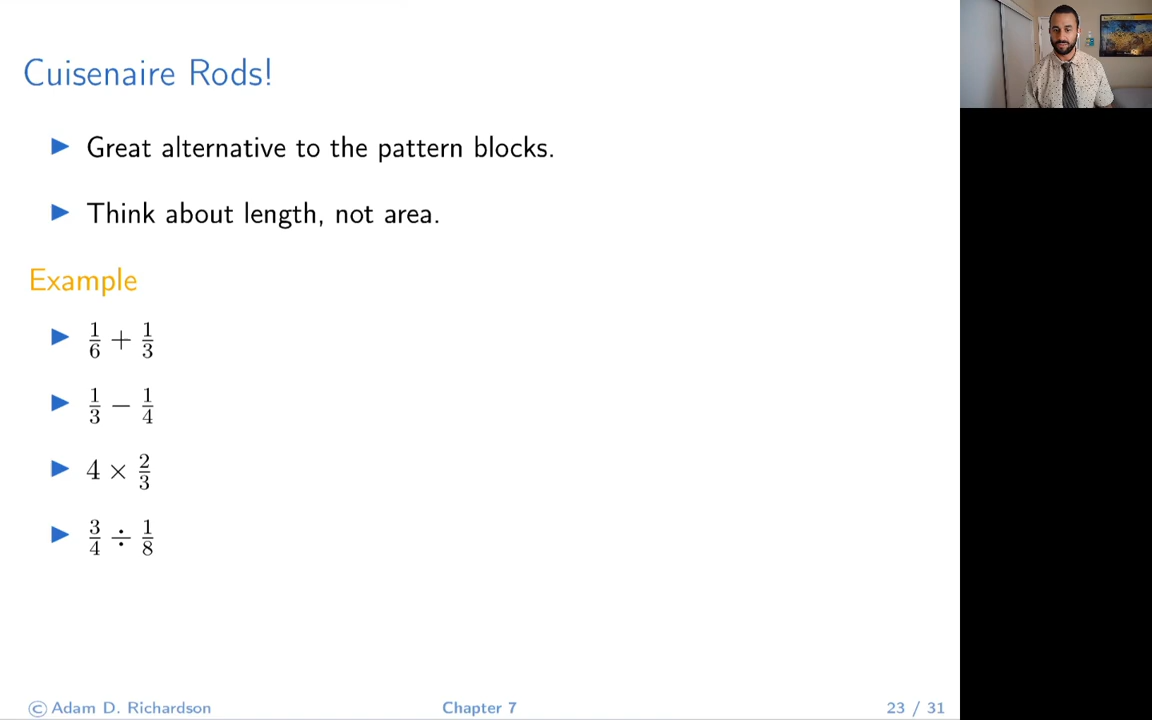 Cuisenaire Rods!
▶ Great alternative to the pattern blocks.
▶ Think about length, not area.
Example
▶ 1/6 + 1/3
▶ 1/3 − 1/4
▶ 4 × 2/3
▶ 3/4 ÷ 1/8
© Adam D. Richardson Chapter 7 23 / 31